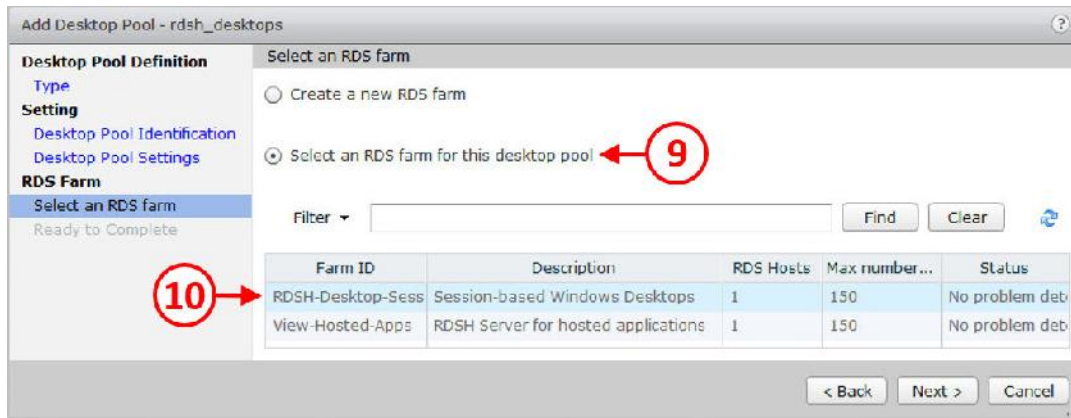 Add Desktop Pool - rdsh_desktops
?
Desktop Pool Definition
Type
Setting
Desktop Pool Identification
Desktop Pool Settings
RDS Farm
Select an RDS farm
Ready to Complete
Select an RDS farm
Create a new RDS farm
Select an RDS farm for this desktop pool
9
Filter
Find
Clear
Farm ID Description RDS Hosts Max number... Status
10
RDSH-Desktop-Sess Session-based Windows Desktops 1 150 No problem det
View-Hosted-Apps RDSH Server for hosted applications 1 150 No problem det
< Back Next > Cancel